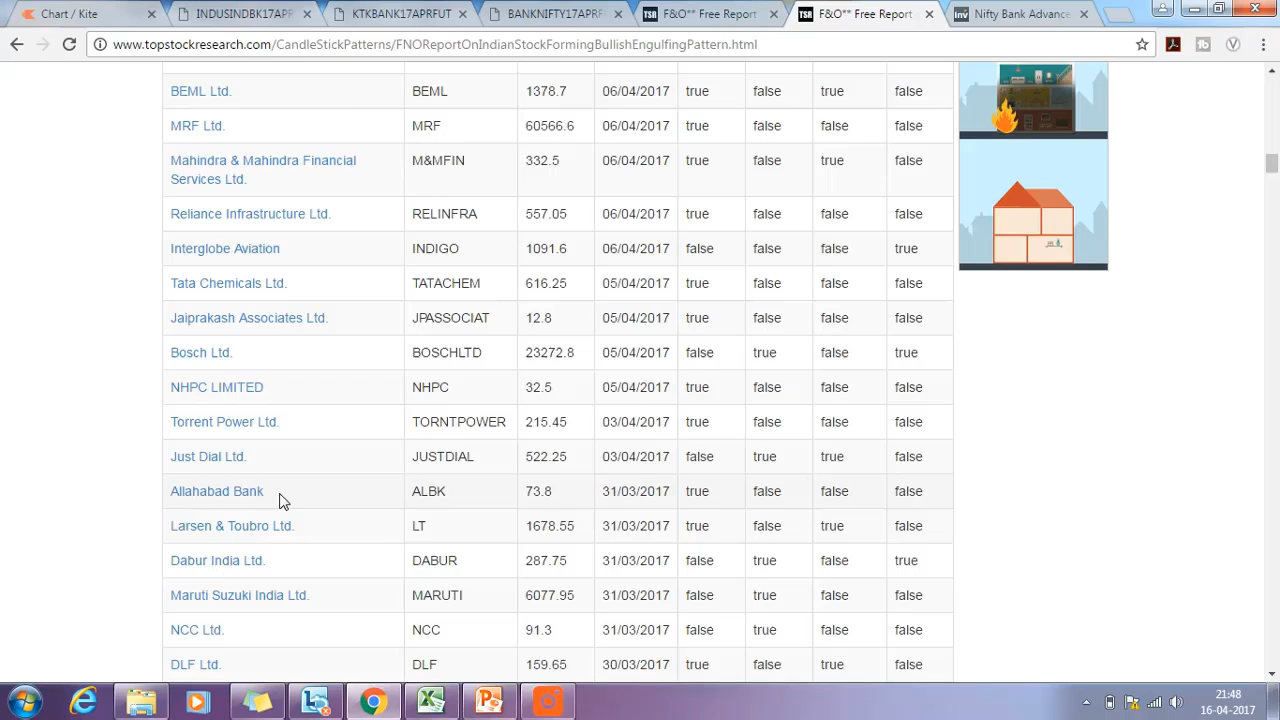 Chart / Kite
INDUSINDBK17APRF
KTKBANK17APRFUT
BANKNIFT17APRFUT
TSR F&O** Free Report
TSR F&O** Free Report
Inv Nifty Bank Advance
www.topstockresearch.com/CandleStickPatterns/FNOReportOnIndianStockFormingBullishEngulfingPattern.html
BEML Ltd. BEML 1378.7 06/04/2017 true false true false
MRF Ltd. MRF 60566.6 06/04/2017 true false false false
Mahindra & Mahindra Financial M&MFIN 332.5 06/04/2017 true false true false
Services Ltd.
Reliance Infrastructure Ltd. RELINFRA 557.05 06/04/2017 true false false false
Interglobe Aviation INDIGO 1091.6 06/04/2017 false false false true
Tata Chemicals Ltd. TATACHEM 616.25 05/04/2017 true false false false
Jaiprakash Associates Ltd. JPASSOCIAT 12.8 05/04/2017 true false false false
Bosch Ltd. BOSCHLTD 23272.8 05/04/2017 false true false true
NHPC LIMITED NHPC 32.5 05/04/2017 true false false false
Torrent Power Ltd. TORNTPOWER 215.45 03/04/2017 true false false false
Just Dial Ltd. JUSTDIAL 522.25 03/04/2017 false true true false
Allahabad Bank ALBK 73.8 31/03/2017 true false false false
Larsen & Toubro Ltd. LT 1678.55 31/03/2017 true false true false
Dabur India Ltd. DABUR 287.75 31/03/2017 false true false true
Maruti Suzuki India Ltd. MARUTI 6077.95 31/03/2017 false true false false
NCC Ltd. NCC 91.3 31/03/2017 false true false false
DLF Ltd. DLF 159.65 30/03/2017 true false true false
21:48
16-04-2017